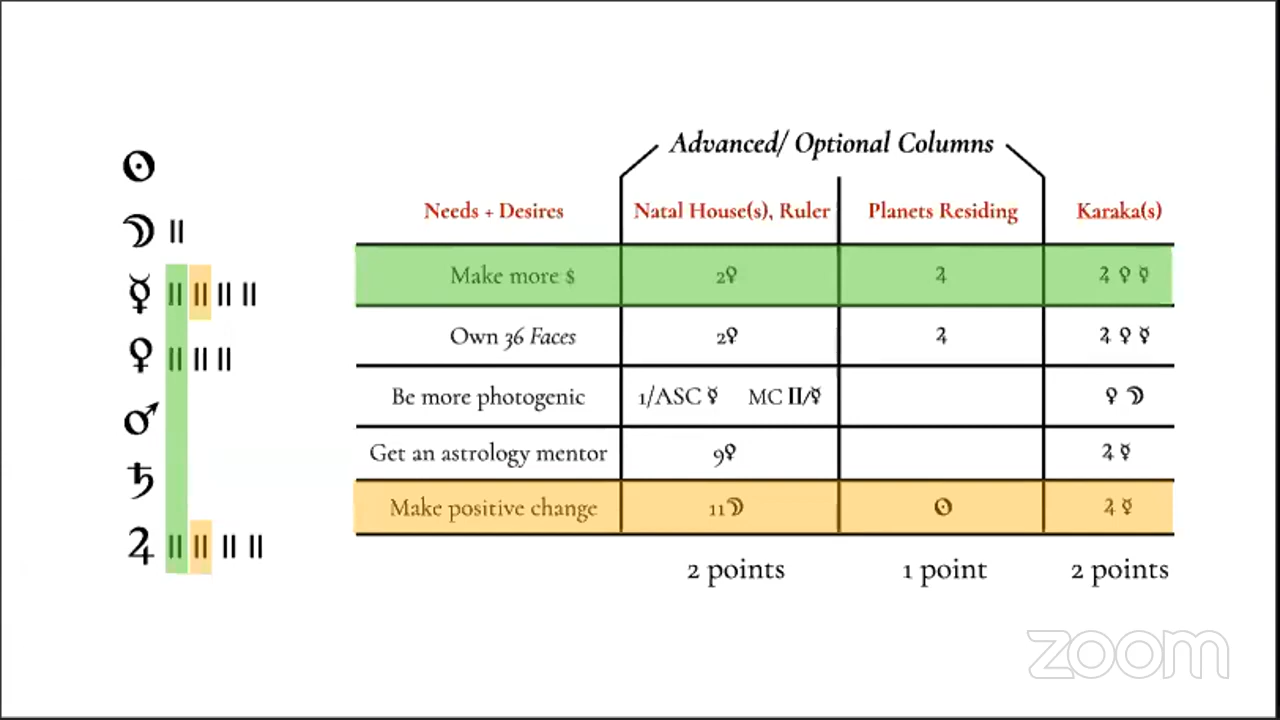 Advanced/ Optional Columns
Needs + Desires Natal House(s), Ruler Planets Residing Karaka(s)
☉
☽ II
☿ II II II II
♀ II II II
♂
♄
♃ II II II II
Make more $ 2♀ ♃ ♃ ♀ ☿
Own 36 Faces 2♀ ♃ ♃ ♀ ☿
Be more photogenic 1/ASC ☿ MC II/☿ ♀ ☽
Get an astrology mentor 9♀ ♃ ☿
Make positive change 11☽ ☉ ♃ ☿
2 points 1 point 2 points
zoom